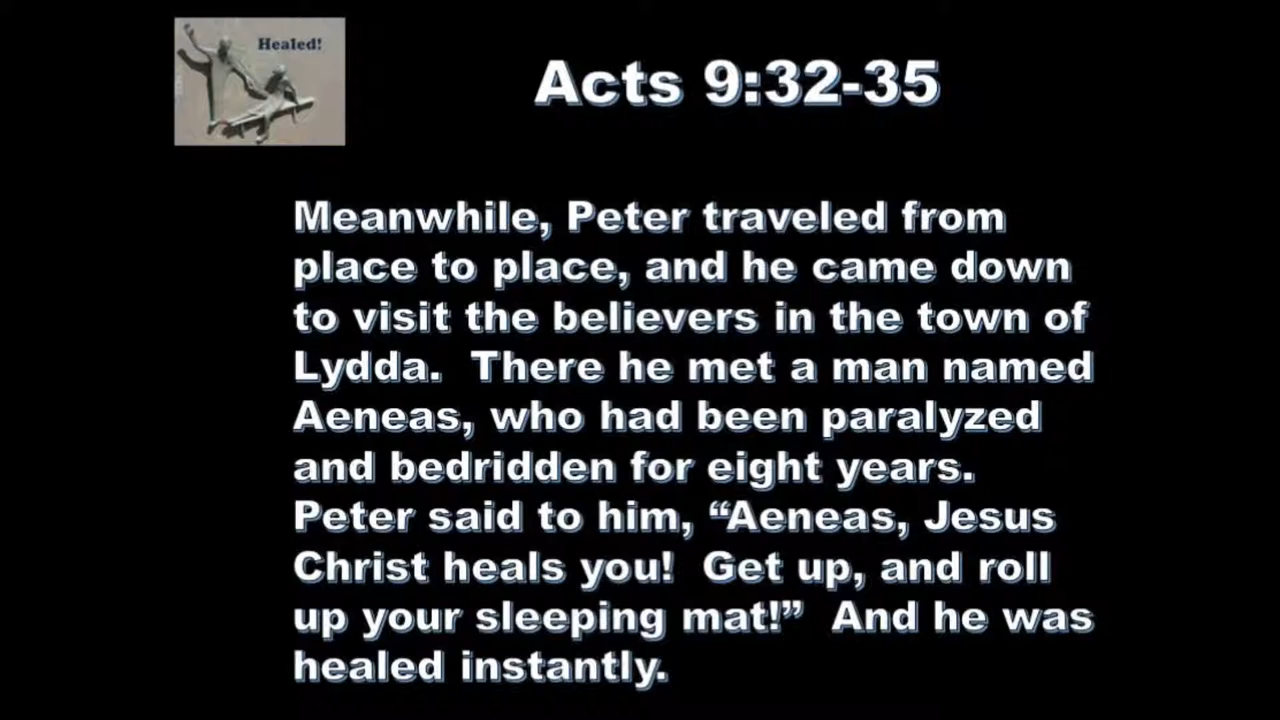 Healed!
Acts 9:32-35
Meanwhile, Peter traveled from
place to place, and he came down
to visit the believers in the town of
Lydda.  There he met a man named
Aeneas, who had been paralyzed
and bedridden for eight years.
Peter said to him, “Aeneas, Jesus
Christ heals you!  Get up, and roll
up your sleeping mat!”  And he was
healed instantly.